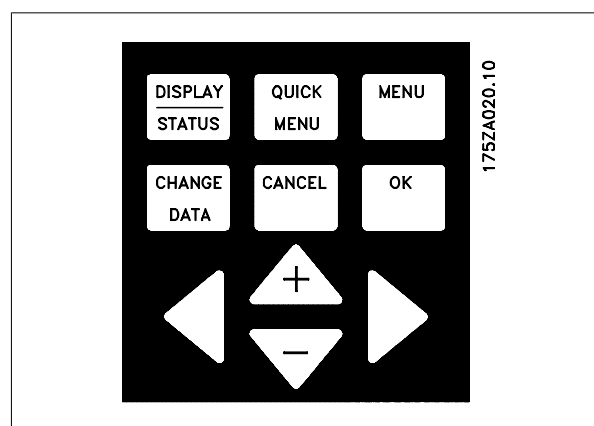 DISPLAY
STATUS
QUICK
MENU
MENU
CHANGE
DATA
CANCEL
OK
+
−
175ZA020.10